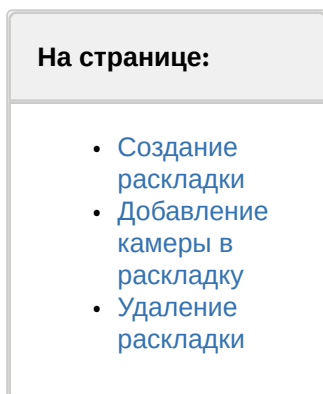 На странице:
• Создание
раскладки
• Добавление
камеры в
раскладку
• Удаление
раскладки